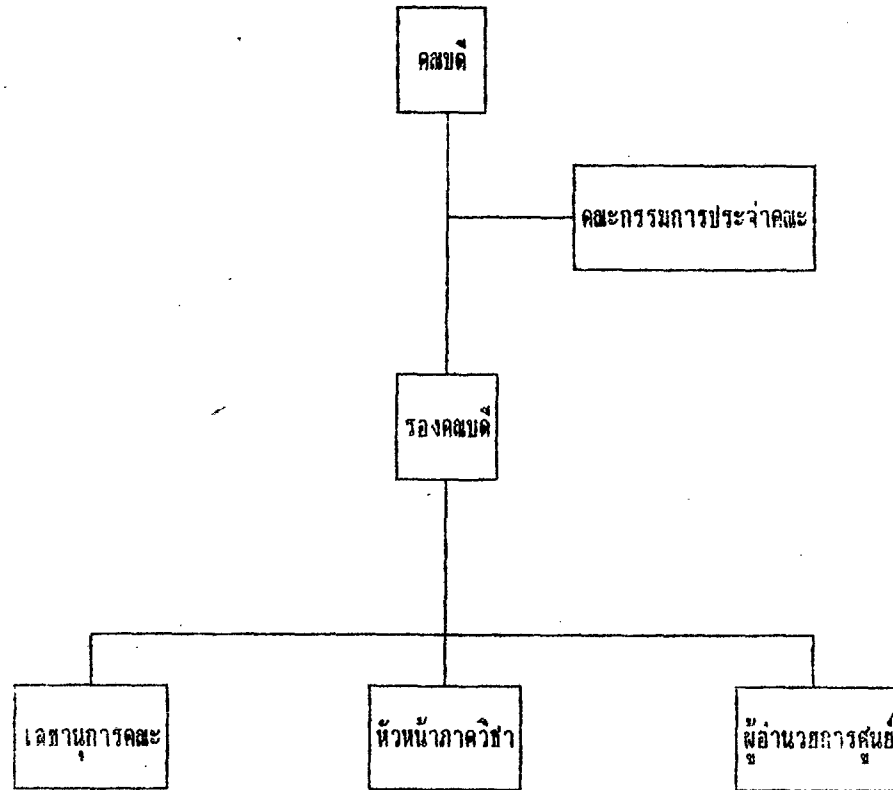 คณบดี
คณะกรรมการประจำคณะ
รองคณบดี
เลขานุการคณะ
หัวหน้าภาควิชา
ผู้อำนวยการศูนย์